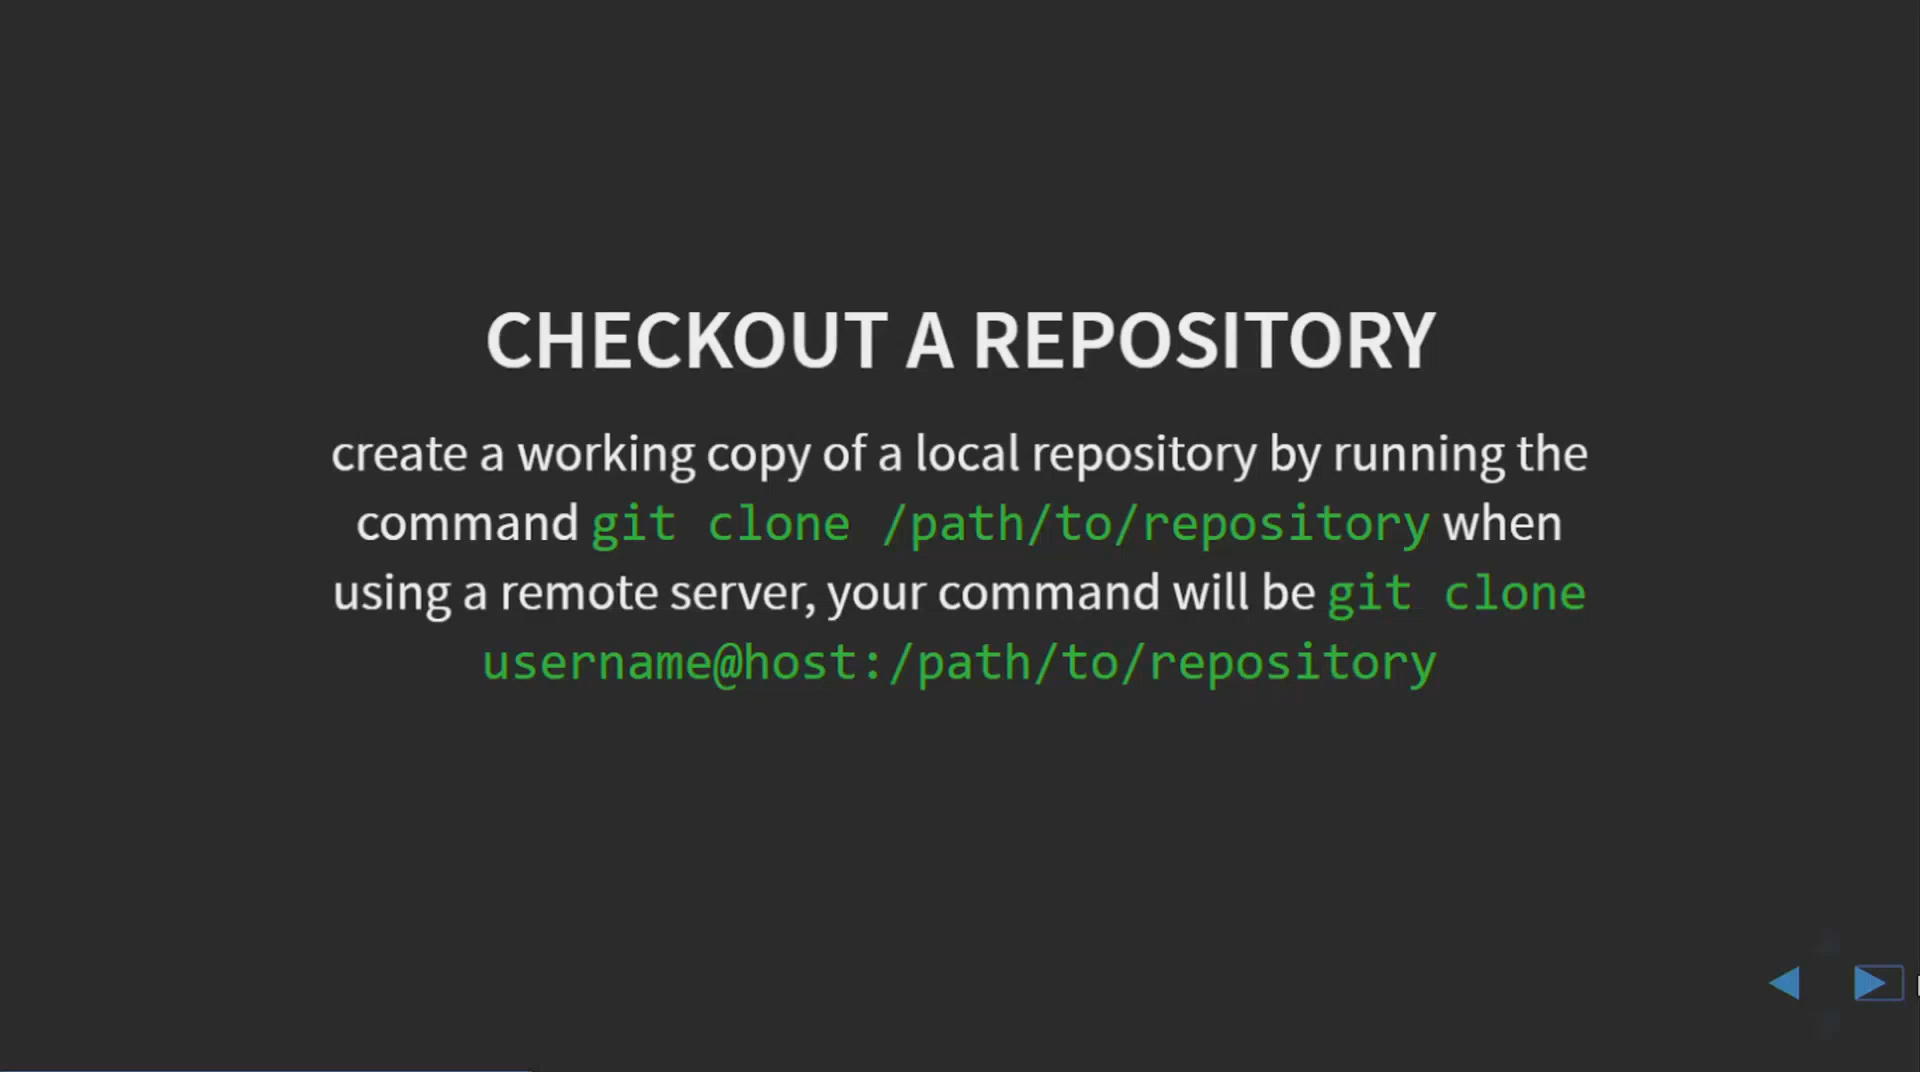 CHECKOUT A REPOSITORY
create a working copy of a local repository by running the
command git clone /path/to/repository when
using a remote server, your command will be git clone
username@host:/path/to/repository